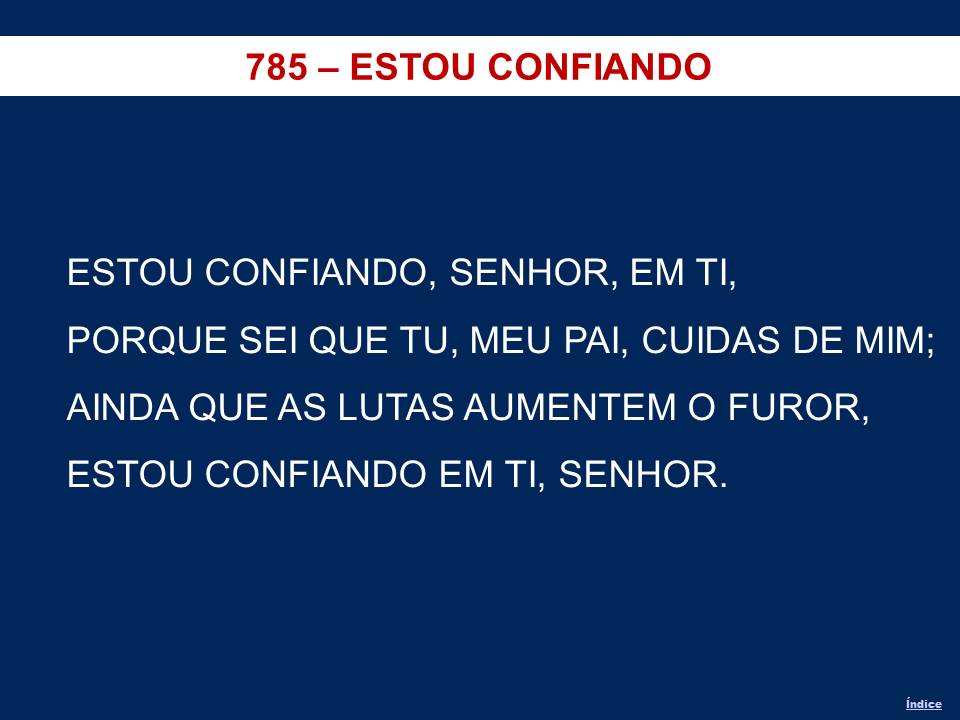 785 – ESTOU CONFIANDO
ESTOU CONFIANDO, SENHOR, EM TI,
PORQUE SEI QUE TU, MEU PAI, CUIDAS DE MIM;
AINDA QUE AS LUTAS AUMENTEM O FUROR,
ESTOU CONFIANDO EM TI, SENHOR.
Índice